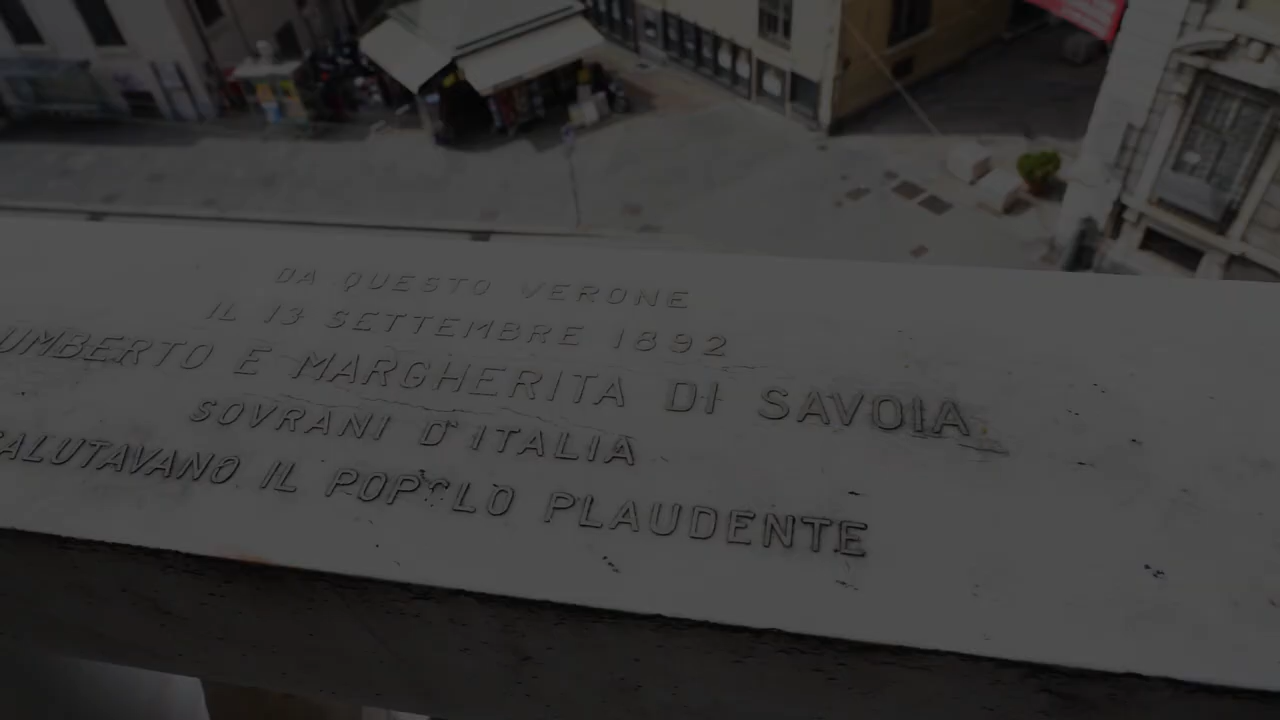 DA QUESTO VERONE
IL 13 SETTEMBRE 1892
UMBERTO E MARGHERITA DI SAVOIA
SOVRANI D'ITALIA
SALUTAVANO IL POPOLO PLAUDENTE